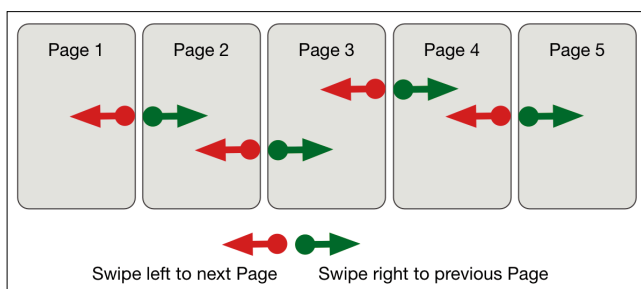 Page 1
Page 2
Page 3
Page 4
Page 5
Swipe left to next Page
Swipe right to previous Page